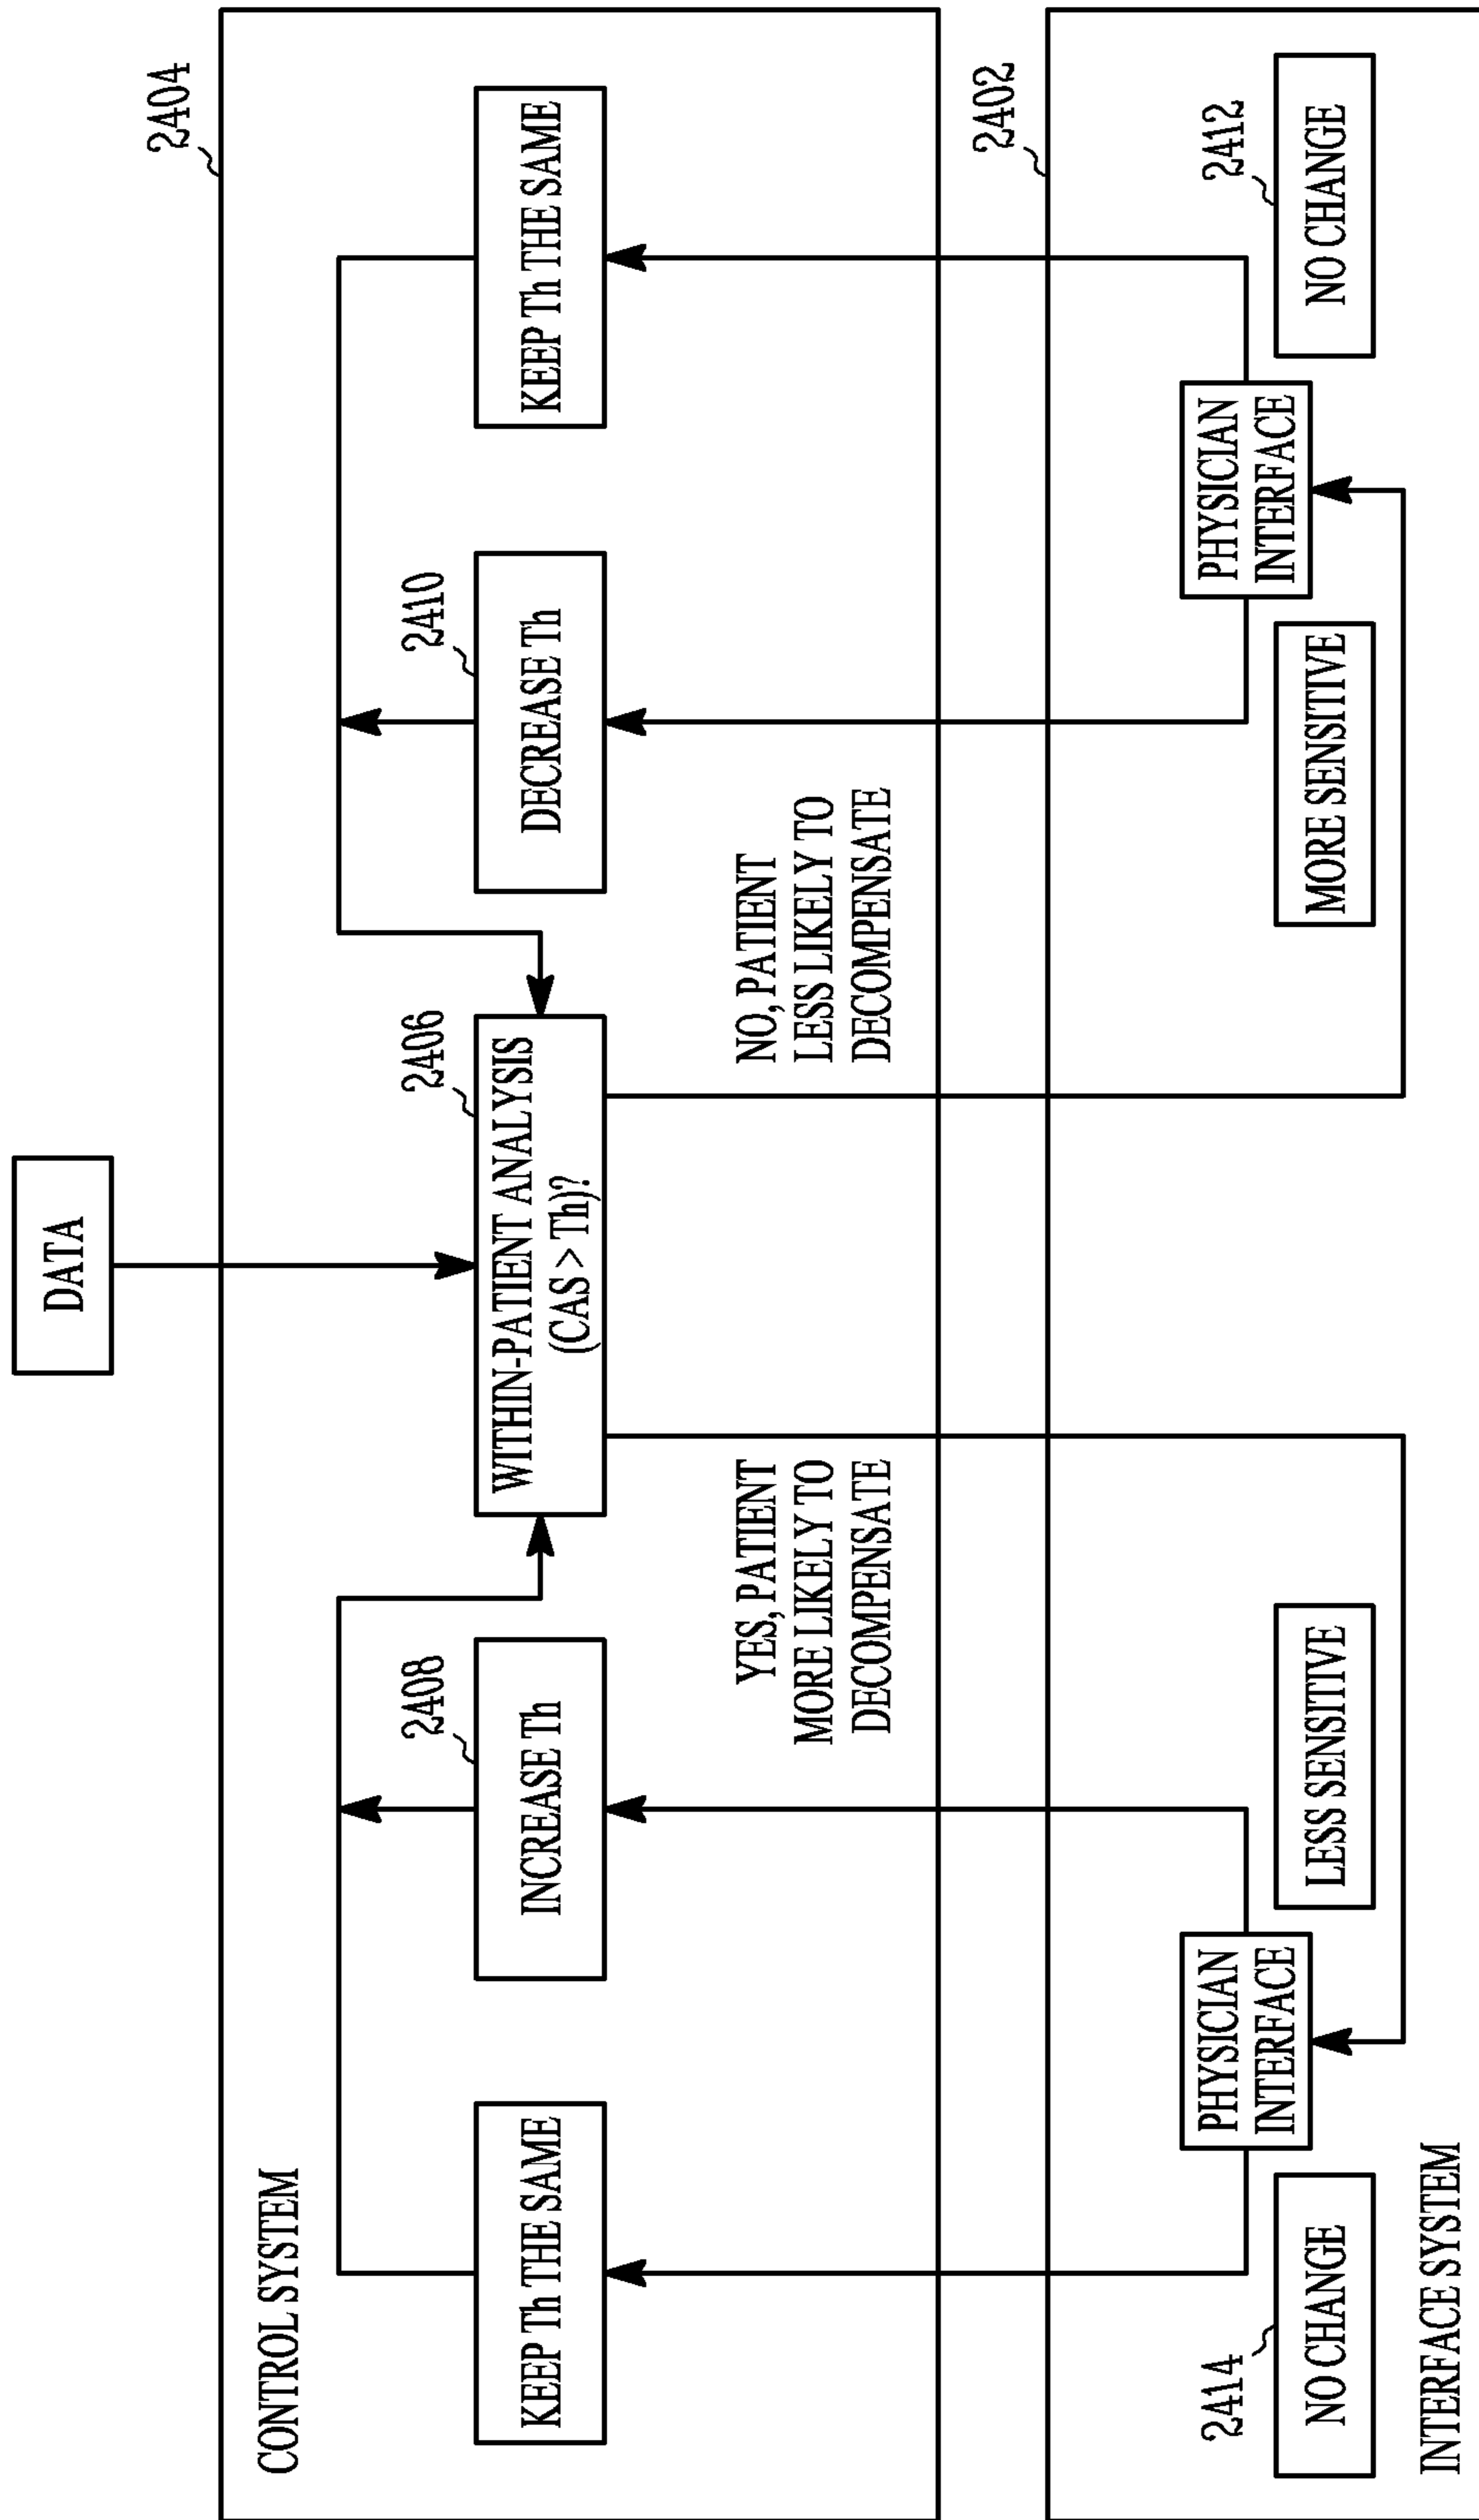 DATA
2404
CONTROL SYSTEM
2406
2408
2410
KEEP Th THE SAME
INCREASE Th
WITHIN-PATIENT ANALYSIS
(CAS > Th)?
DECREASE Th
KEEP Th THE SAME
YES, PATIENT
MORE LIKELY TO
DECOMPENSATE
NO, PATIENT
LESS LIKELY TO
DECOMPENSATE
2402
PHYSICIAN
INTERFACE
PHYSICIAN
INTERFACE
2414
2412
NO CHANGE
LESS SENSITIVE
MORE SENSITIVE
NO CHANGE
INTERFACE SYSTEM